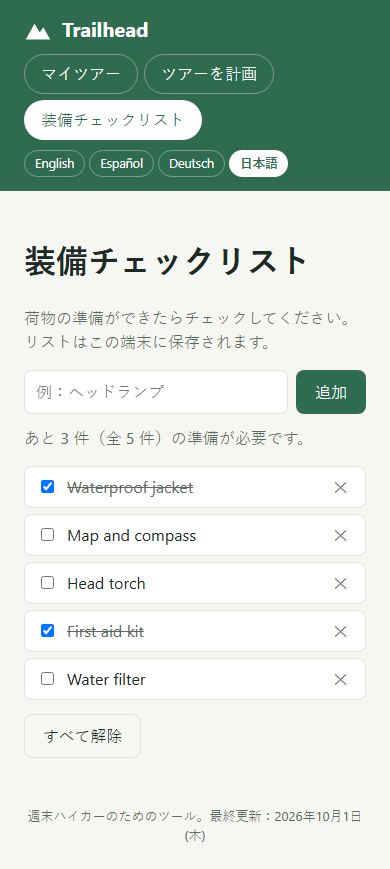 Trailhead
マイツアー ツアーを計画
装備チェックリスト
English Español Deutsch 日本語
装備チェックリスト
荷物の準備ができたらチェックしてください。
リストはこの端末に保存されます。
例：ヘッドランプ 追加
あと 3 件（全 5 件）の準備が必要です。
Waterproof jacket
Map and compass
Head torch
First aid kit
Water filter
すべて解除
週末ハイカーのためのツール。最終更新：2026年10月1日
(木)